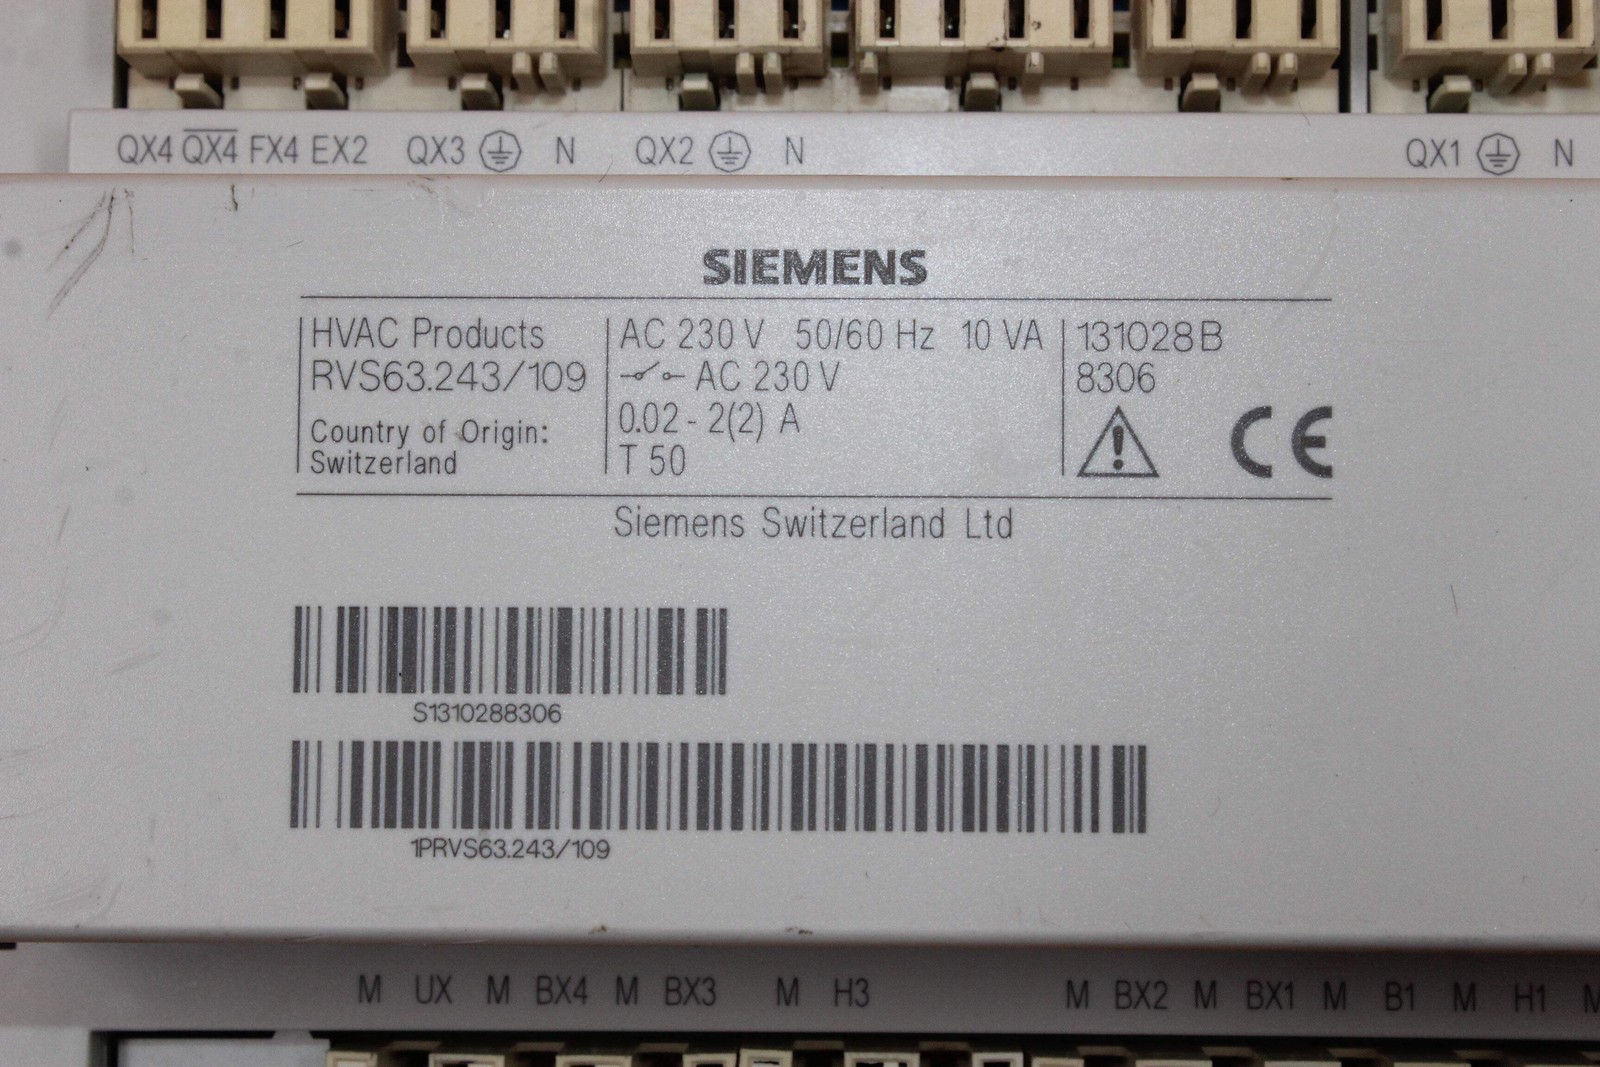 QX4 QX4 FX4 EX2 QX3 N QX2 N QX1 N
SIEMENS
HVAC Products
RVS63.243/109
Country of Origin:
Switzerland
AC 230 V 50/60 Hz 10 VA
AC 230 V
0.02 - 2(2) A
T 50
131028B
8306
CE
Siemens Switzerland Ltd
S1310288306
1PRVS63.243/109
M UX M BX4 M BX3 M H3 M BX2 M BX1 M B1 M H1 M